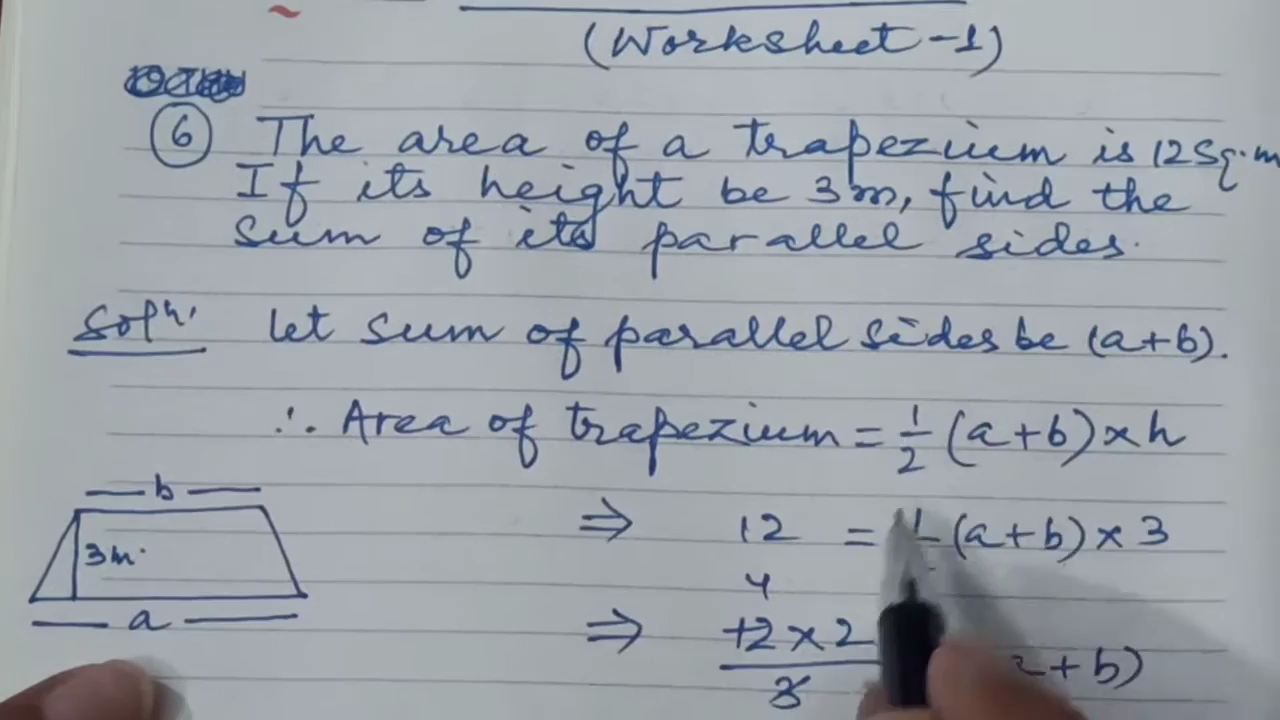 (Worksheet-1)
6 The area of a trapezium is 12 Sq.m
If its height be 3m, find the
Sum of its parallel sides.
Soln. let sum of parallel sides be (a+b).
∴ Area of trapezium = 1/2 (a+b)×h
b
3m.
a
⇒ 12 = (a+b)×3
4
⇒ 12×2
3
+b)